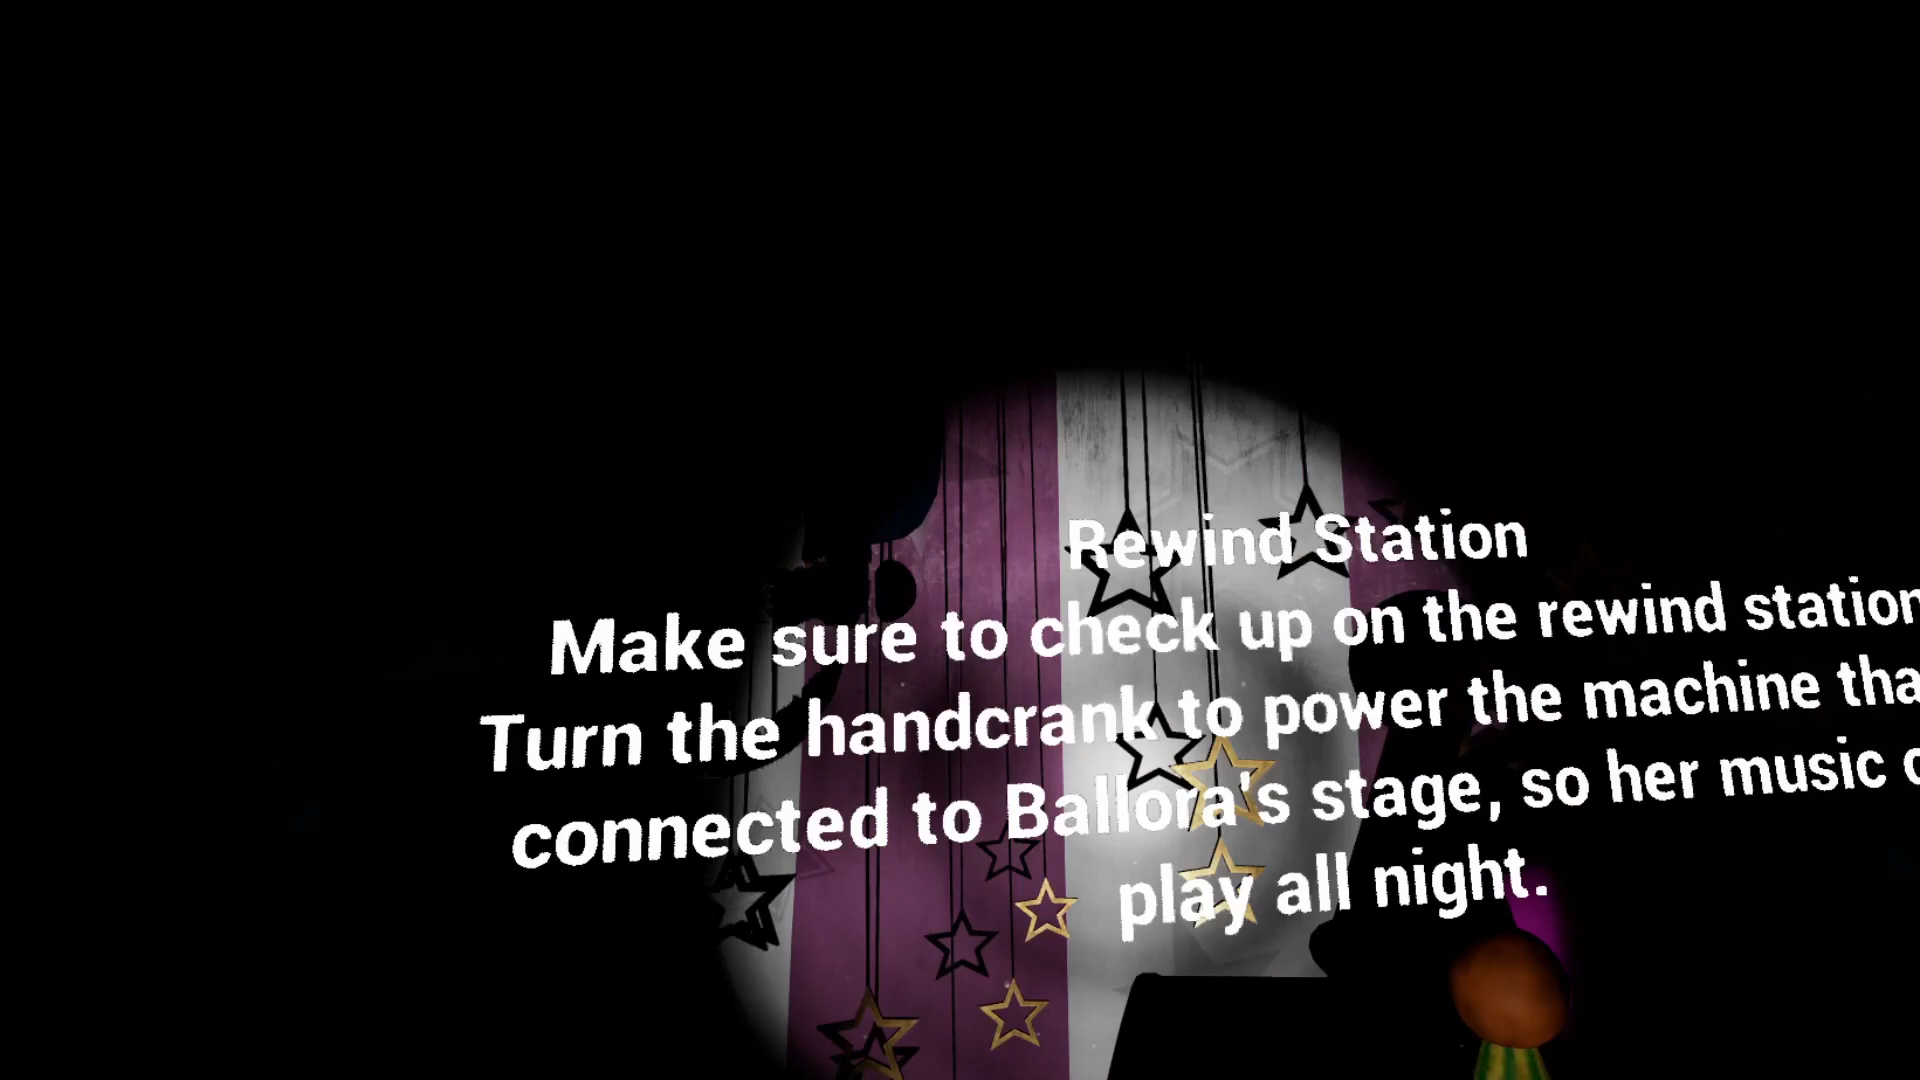 Rewind Station
Make sure to check up on the rewind station
Turn the handcrank to power the machine
connected to Ballora's stage, so her music
play all night.